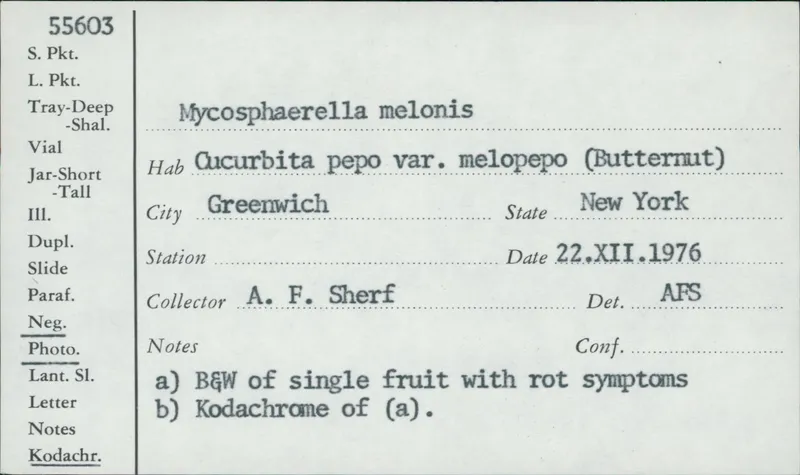 55603
S. Pkt.
L. Pkt.
Tray-Deep
-Shal.
Vial
Jar-Short
-Tall
Ill.
Dupl.
Slide
Paraf.
Neg.
Photo.
Lant. Sl.
Letter
Notes
Kodachr.
Mycosphaerella melonis
Hab Cucurbita pepo var. melopepo (Butternut)
City Greenwich State New York
Station Date 22.XII.1976
Collector A. F. Sherf Det. AFS
Notes Conf.
a) B&W of single fruit with rot symptoms
b) Kodachrome of (a).